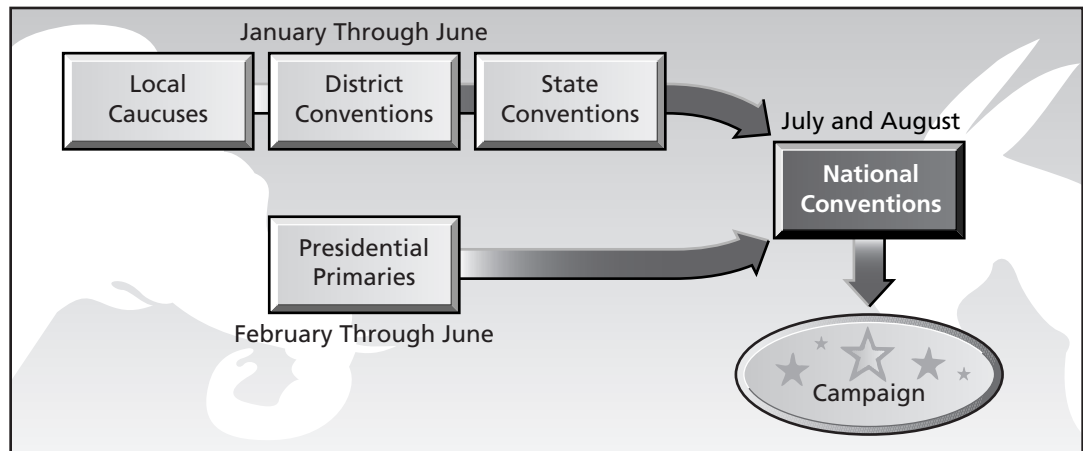 January Through June
Local
Caucuses
District
Conventions
State
Conventions
July and August
National
Conventions
Presidential
Primaries
February Through June
Campaign